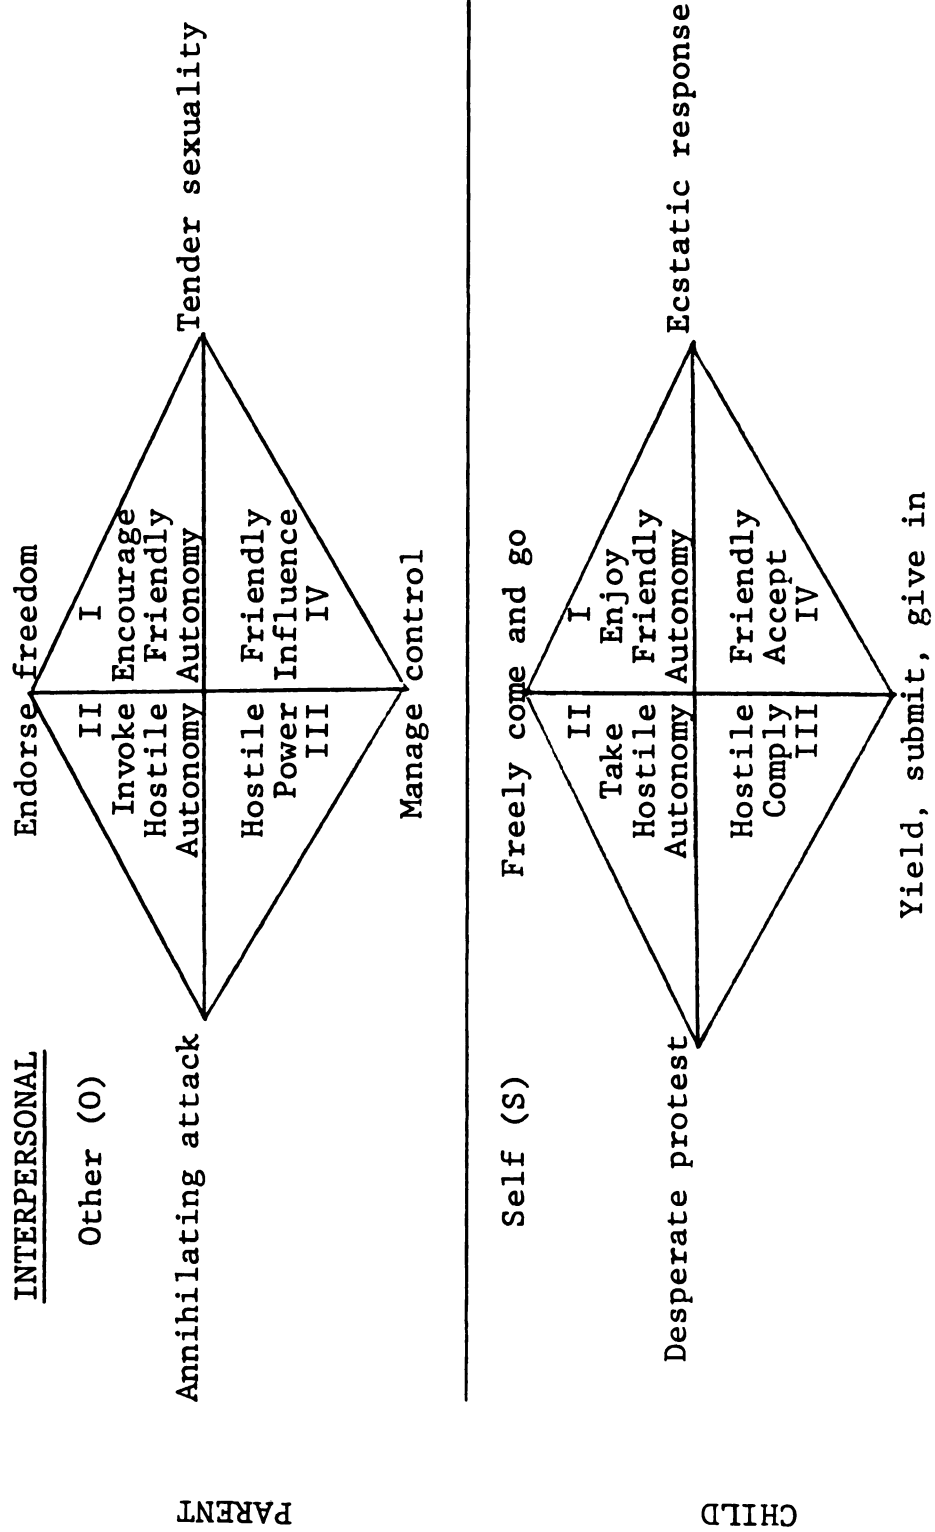 INTERPERSONAL
Other (O)
Endorse freedom
II
Invoke
Hostile
Autonomy
I
Encourage
Friendly
Autonomy
Annihilating attack
Tender sexuality
Hostile
Power
III
Friendly
Influence
IV
Manage control
PARENT
Self (S)
Freely come and go
II
Take
Hostile
Autonomy
I
Enjoy
Friendly
Autonomy
Desperate protest
Ecstatic response
Hostile
Comply
III
Friendly
Accept
IV
Yield, submit, give in
CHILD